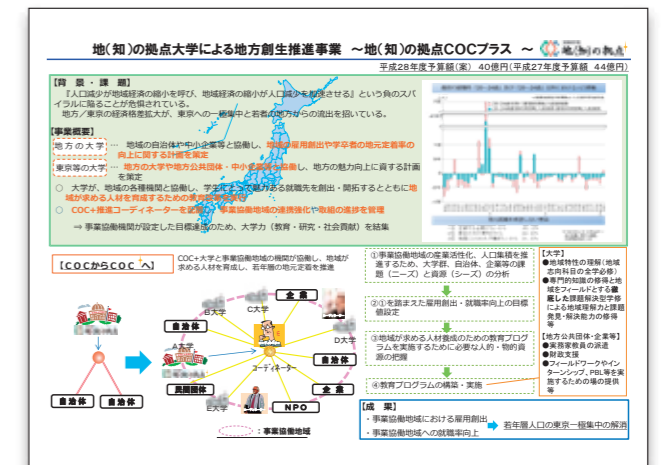 地（知）の拠点大学による地方創生推進事業　～地（知）の拠点COCプラス　～
地(知)の拠点
平成28年度予算額(案)　40億円(平成27年度予算額　44億円)
【背　景・課　題】
『人口減少が地域経済の縮小を呼び、地域経済の縮小が人口減少を加速させる』という負のスパ
イラルに陥ることが危惧されている。
地方／東京の経済格差拡大が、東京への一極集中と若者の地方からの流出を招いている。
【事業概要】
地方の大学 … 地域の自治体や中小企業等と協働し、地域の雇用創出や学卒者の地元定着率の
向上に関する計画を策定
東京等の大学 … 地方の大学や地方公共団体・中小企業等と協働し、地方の魅力向上に資する計画
を策定
○　大学が、地域の各種機関と協働し、学生にとって魅力ある就職先を創出・開拓するとともに地
域が求める人材を育成するための教育
○　COC+推進コーディネーターを　事業協働地域の連携強化や取組の進捗を管理
⇒ 事業協働機関が設定した目標達成のため、大学力（教育・研究・社会貢献）を結集
【ＣＯＣからＣＯＣ⁺へ】
COC+大学と事業協働地域の機関が協働し、地域が
求める人材を育成し、若年層の地元定着を推進
自治体
自治体
企　業
C大学
B大学
自治体
A大学
D大学
自治体
コーディネーター
民間団体
企　業
E大学
ＮＰＯ
：事業協働地域
①事業協働地域の産業活性化、人口集積を推
進するため、大学群、自治体、企業等の課
題（ニーズ）と資源（シーズ）の分析
②①を踏まえた雇用創出・就職率向上の目標
値設定
③地域が求める人材養成のための教育プログ
ラムを実施するために必要な人的・物的資
源の把握
④教育プログラムの構築・実施
【大学】
●地域特性の理解(地域
志向科目の全学必修)
●専門的知識の修得と地
域をフィールドとする徹
底した課題解決型学修
による地域理解力と課題
発見・解決能力の修得
等
【地方公共団体・企業等】
●実務家教員の派遣
●財政支援
●フィールドワークやイン
ターンシップ、PBL等を実
施するための場の提供
等
【成　果】
・事業協働地域における雇用創出
・事業協働地域への就職率向上
若年層人口の東京一極集中の解消